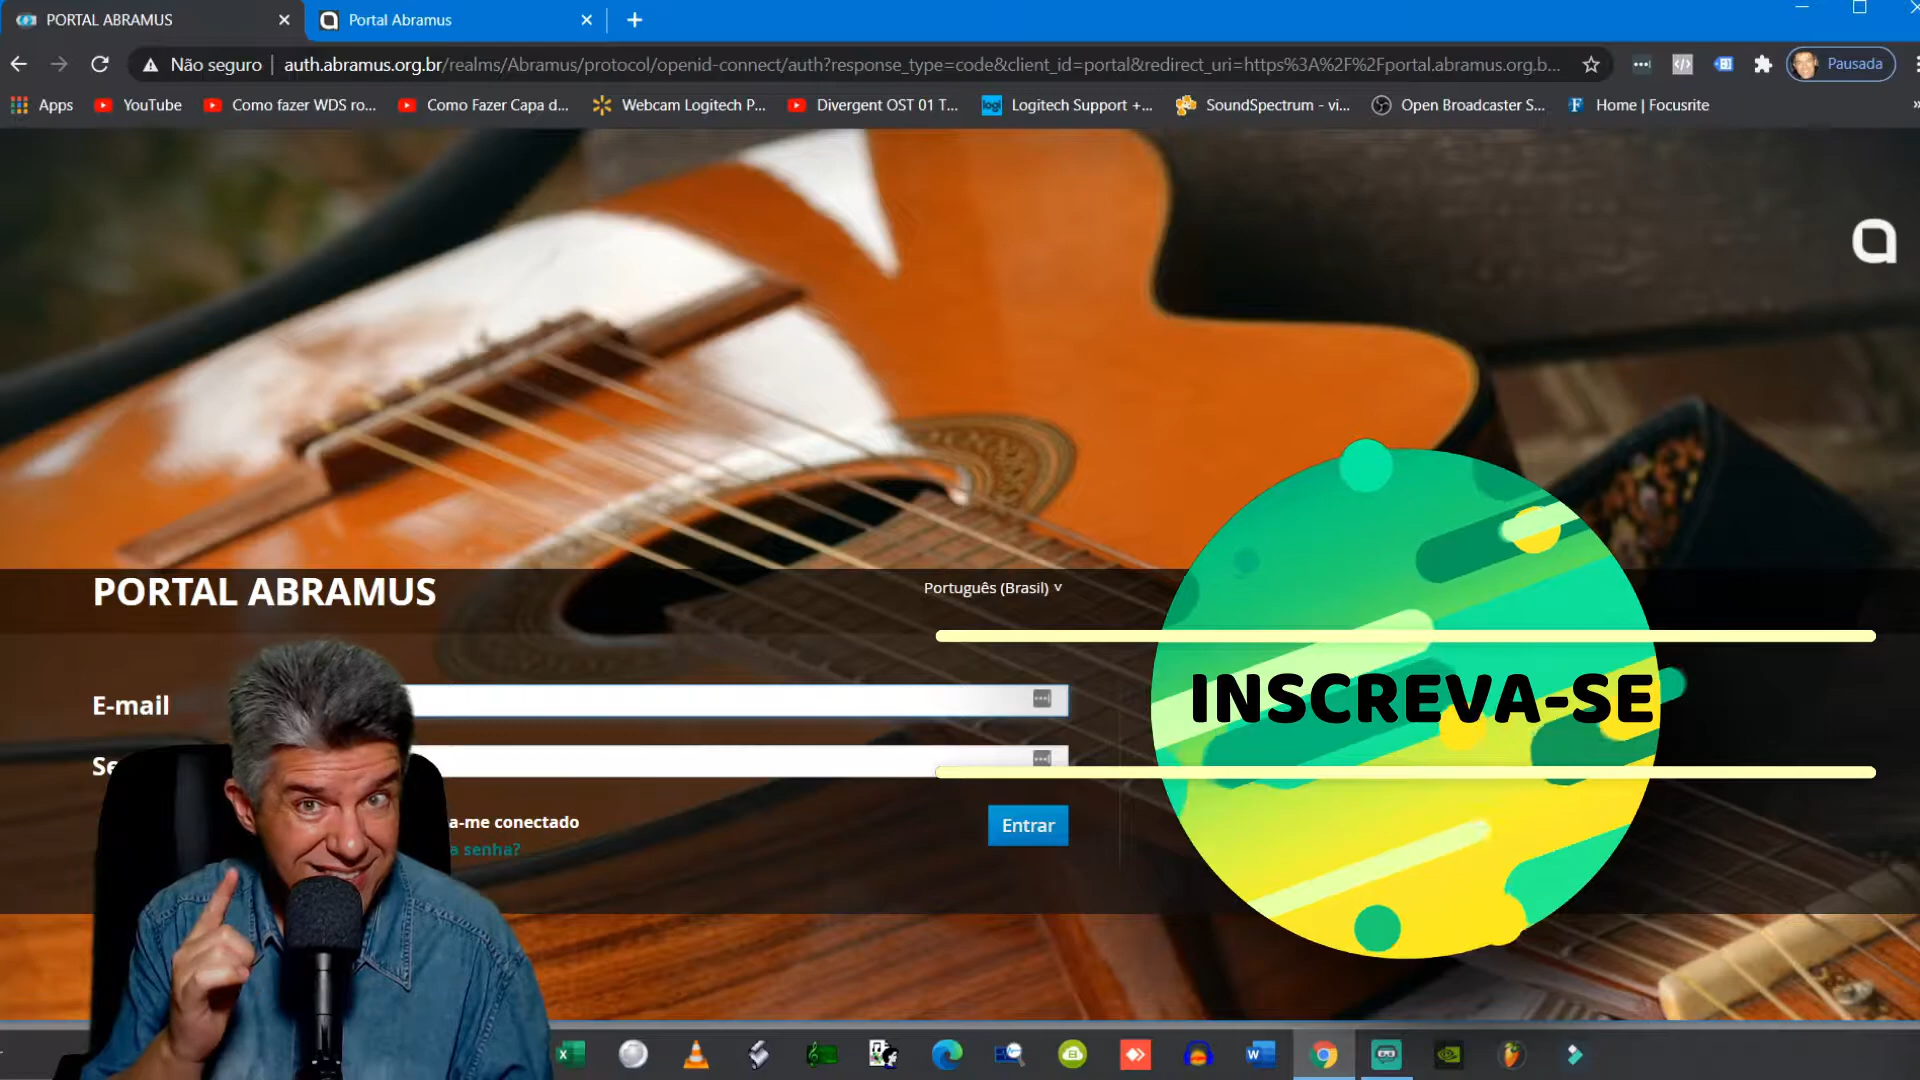 PORTAL ABRAMUS
Portal Abramus
Não seguro
auth.abramus.org.br/realms/Abramus/protocol/openid-connect/auth?response_type=code&client_id=portal&redirect_uri=https%3A%2F%2Fportal.abramus.org.b...
Pausada
Apps
YouTube
Como fazer WDS ro...
Como Fazer Capa d...
Webcam Logitech P...
Divergent OST 01 T...
Logitech Support +...
SoundSpectrum - vi...
Open Broadcaster S...
Home | Focusrite
PORTAL ABRAMUS
Português (Brasil)
E-mail
Se
INSCREVA-SE
a-me conectado
a senha?
Entrar